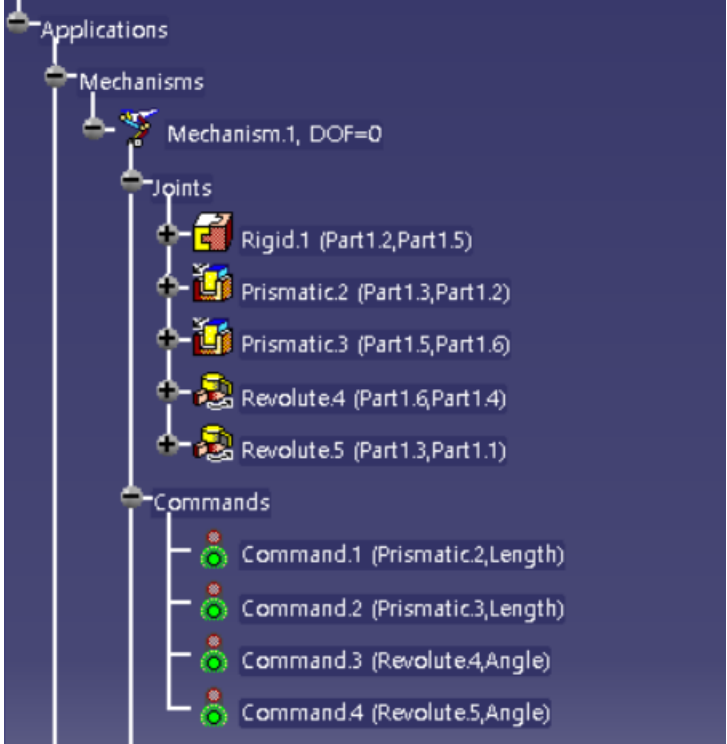 Applications
Mechanisms
Mechanism.1, DOF=0
Joints
Rigid.1 (Part1.2,Part1.5)
Prismatic.2 (Part1.3,Part1.2)
Prismatic.3 (Part1.5,Part1.6)
Revolute.4 (Part1.6,Part1.4)
Revolute.5 (Part1.3,Part1.1)
Commands
Command.1 (Prismatic.2,Length)
Command.2 (Prismatic.3,Length)
Command.3 (Revolute.4,Angle)
Command.4 (Revolute.5,Angle)